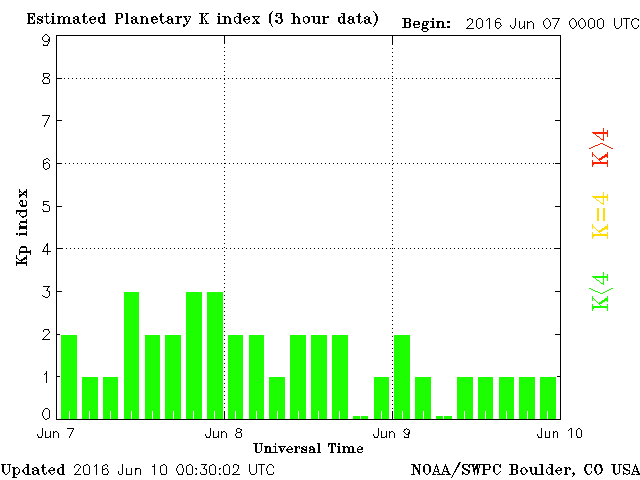 Estimated Planetary K index (3 hour data) Begin: 2016 Jun 07 0000 UTC
9
8
7
6
5
4
3
2
1
0
Kp index
K>4
K=4
K<4
Jun 7 Jun 8 Jun 9 Jun 10
Universal Time
Updated 2016 Jun 10 00:30:02 UTC NOAA/SWPC Boulder, CO USA